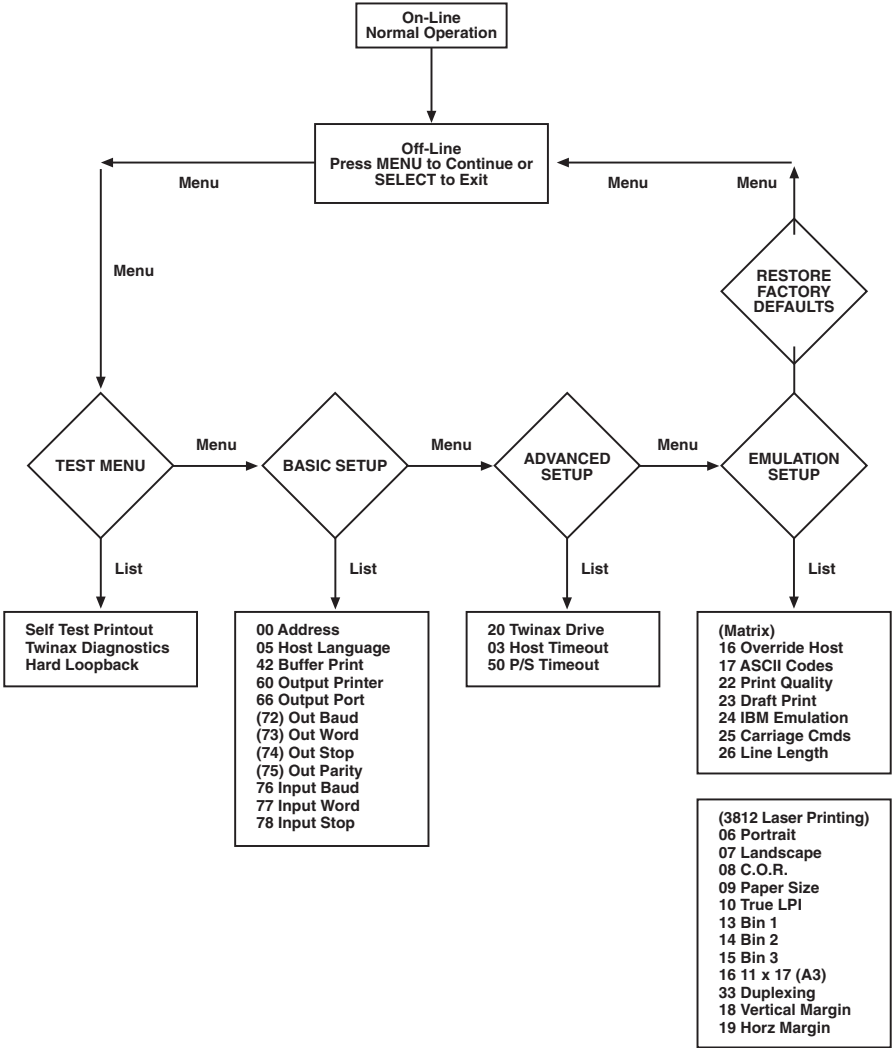 On-Line
Normal Operation
Off-Line
Press MENU to Continue or
SELECT to Exit
Menu
Menu
Menu
Menu
RESTORE
FACTORY
DEFAULTS
TEST MENU
Menu
BASIC SETUP
Menu
ADVANCED
SETUP
Menu
EMULATION
SETUP
List
List
List
List
Self Test Printout
Twinax Diagnostics
Hard Loopback
00 Address
05 Host Language
42 Buffer Print
60 Output Printer
66 Output Port
(72) Out Baud
(73) Out Word
(74) Out Stop
(75) Out Parity
76 Input Baud
77 Input Word
78 Input Stop
20 Twinax Drive
03 Host Timeout
50 P/S Timeout
(Matrix)
16 Override Host
17 ASCII Codes
22 Print Quality
23 Draft Print
24 IBM Emulation
25 Carriage Cmds
26 Line Length
(3812 Laser Printing)
06 Portrait
07 Landscape
08 C.O.R.
09 Paper Size
10 True LPI
13 Bin 1
14 Bin 2
15 Bin 3
16 11 x 17 (A3)
33 Duplexing
18 Vertical Margin
19 Horz Margin